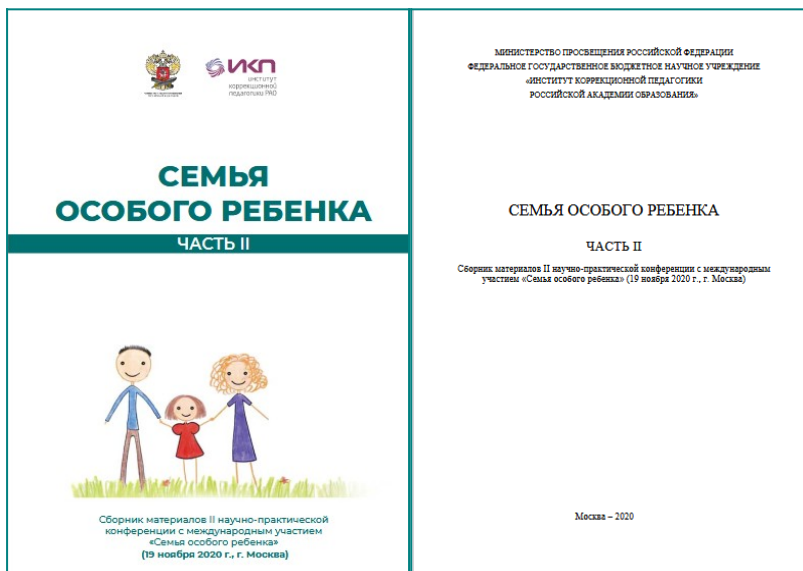 ИКП
институт
коррекционной
педагогики РАО
СЕМЬЯ
ОСОБОГО РЕБЕНКА
ЧАСТЬ II
Сборник материалов II научно-практической
конференции с международным участием
«Семья особого ребенка»
(19 ноября 2020 г., г. Москва)
МИНИСТЕРСТВО ПРОСВЕЩЕНИЯ РОССИЙСКОЙ ФЕДЕРАЦИИ
ФЕДЕРАЛЬНОЕ ГОСУДАРСТВЕННОЕ БЮДЖЕТНОЕ НАУЧНОЕ УЧРЕЖДЕНИЕ
«ИНСТИТУТ КОРРЕКЦИОННОЙ ПЕДАГОГИКИ
РОССИЙСКОЙ АКАДЕМИИ ОБРАЗОВАНИЯ»
СЕМЬЯ ОСОБОГО РЕБЕНКА
ЧАСТЬ II
Сборник материалов II научно-практической конференции с международным
участием «Семья особого ребенка» (19 ноября 2020 г., г. Москва)
Москва – 2020